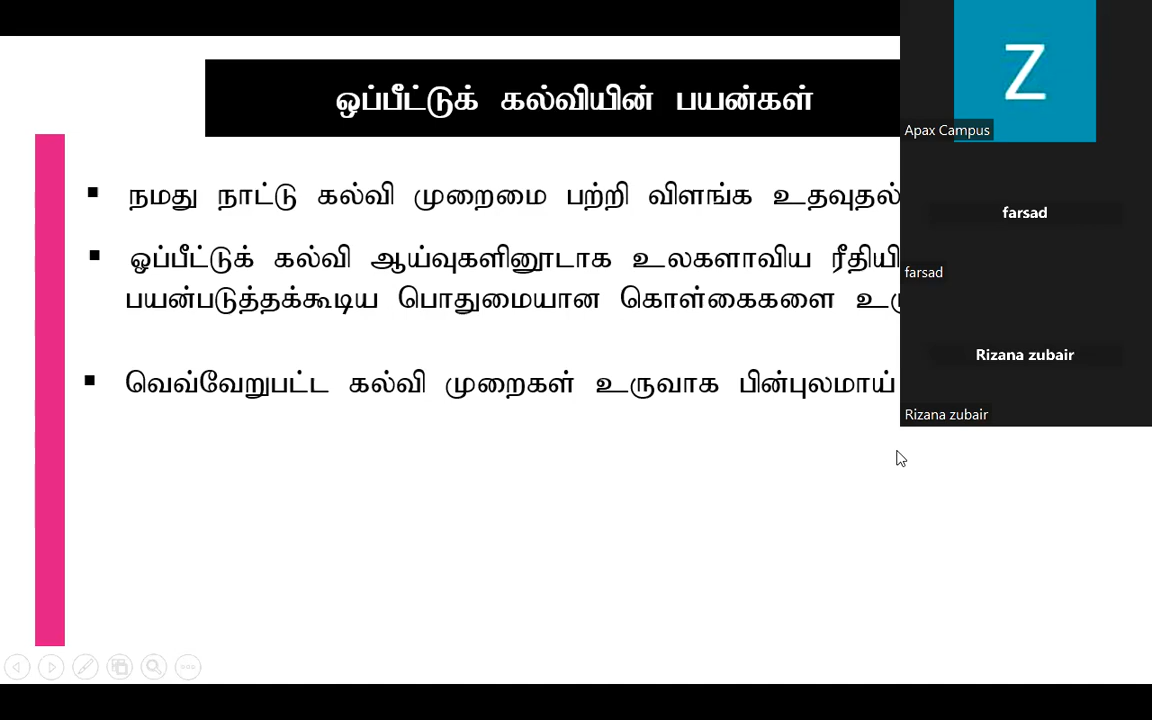 ஒப்பீட்டுக் கல்வியின் பயன்கள்
நமது நாட்டு கல்வி முறைமை பற்றி விளங்க உதவுதல்
ஒப்பீட்டுக் கல்வி ஆய்வுகளினூடாக உலகளாவிய
பயன்படுத்தக்கூடிய பொதுமையான கொள்கைகளை
வெவ்வேறுபட்ட கல்வி முறைகள் உருவாக பின்புலமாய்
Z
Apax Campus
farsad
farsad
Rizana zubair
Rizana zubair